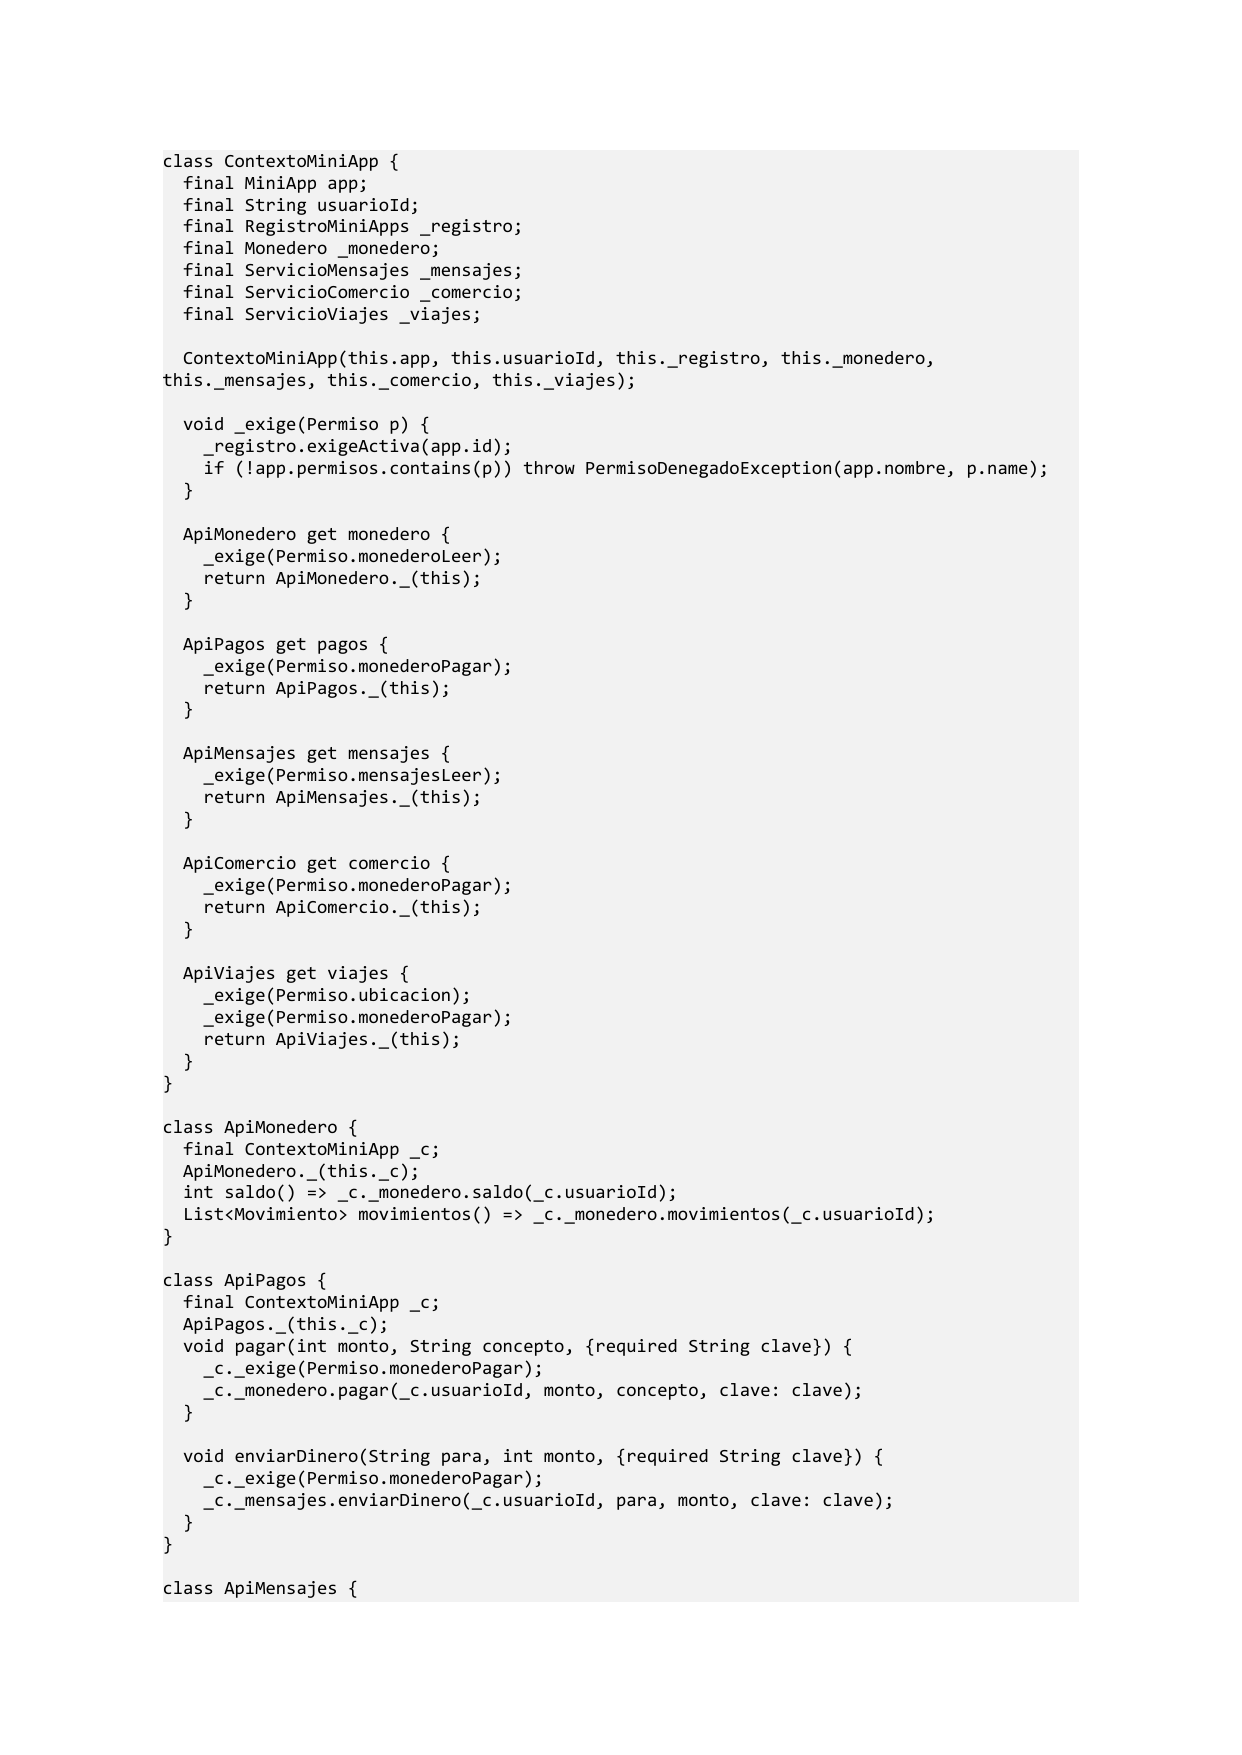 class ContextoMiniApp {
  final MiniApp app;
  final String usuarioId;
  final RegistroMiniApps _registro;
  final Monedero _monedero;
  final ServicioMensajes _mensajes;
  final ServicioComercio _comercio;
  final ServicioViajes _viajes;

  ContextoMiniApp(this.app, this.usuarioId, this._registro, this._monedero,
this._mensajes, this._comercio, this._viajes);

  void _exige(Permiso p) {
    _registro.exigeActiva(app.id);
    if (!app.permisos.contains(p)) throw PermisoDenegadoException(app.nombre, p.name);
  }

  ApiMonedero get monedero {
    _exige(Permiso.monederoLeer);
    return ApiMonedero._(this);
  }

  ApiPagos get pagos {
    _exige(Permiso.monederoPagar);
    return ApiPagos._(this);
  }

  ApiMensajes get mensajes {
    _exige(Permiso.mensajesLeer);
    return ApiMensajes._(this);
  }

  ApiComercio get comercio {
    _exige(Permiso.monederoPagar);
    return ApiComercio._(this);
  }

  ApiViajes get viajes {
    _exige(Permiso.ubicacion);
    _exige(Permiso.monederoPagar);
    return ApiViajes._(this);
  }
}

class ApiMonedero {
  final ContextoMiniApp _c;
  ApiMonedero._(this._c);
  int saldo() => _c._monedero.saldo(_c.usuarioId);
  List<Movimiento> movimientos() => _c._monedero.movimientos(_c.usuarioId);
}

class ApiPagos {
  final ContextoMiniApp _c;
  ApiPagos._(this._c);
  void pagar(int monto, String concepto, {required String clave}) {
    _c._exige(Permiso.monederoPagar);
    _c._monedero.pagar(_c.usuarioId, monto, concepto, clave: clave);
  }

  void enviarDinero(String para, int monto, {required String clave}) {
    _c._exige(Permiso.monederoPagar);
    _c._mensajes.enviarDinero(_c.usuarioId, para, monto, clave: clave);
  }
}

class ApiMensajes {